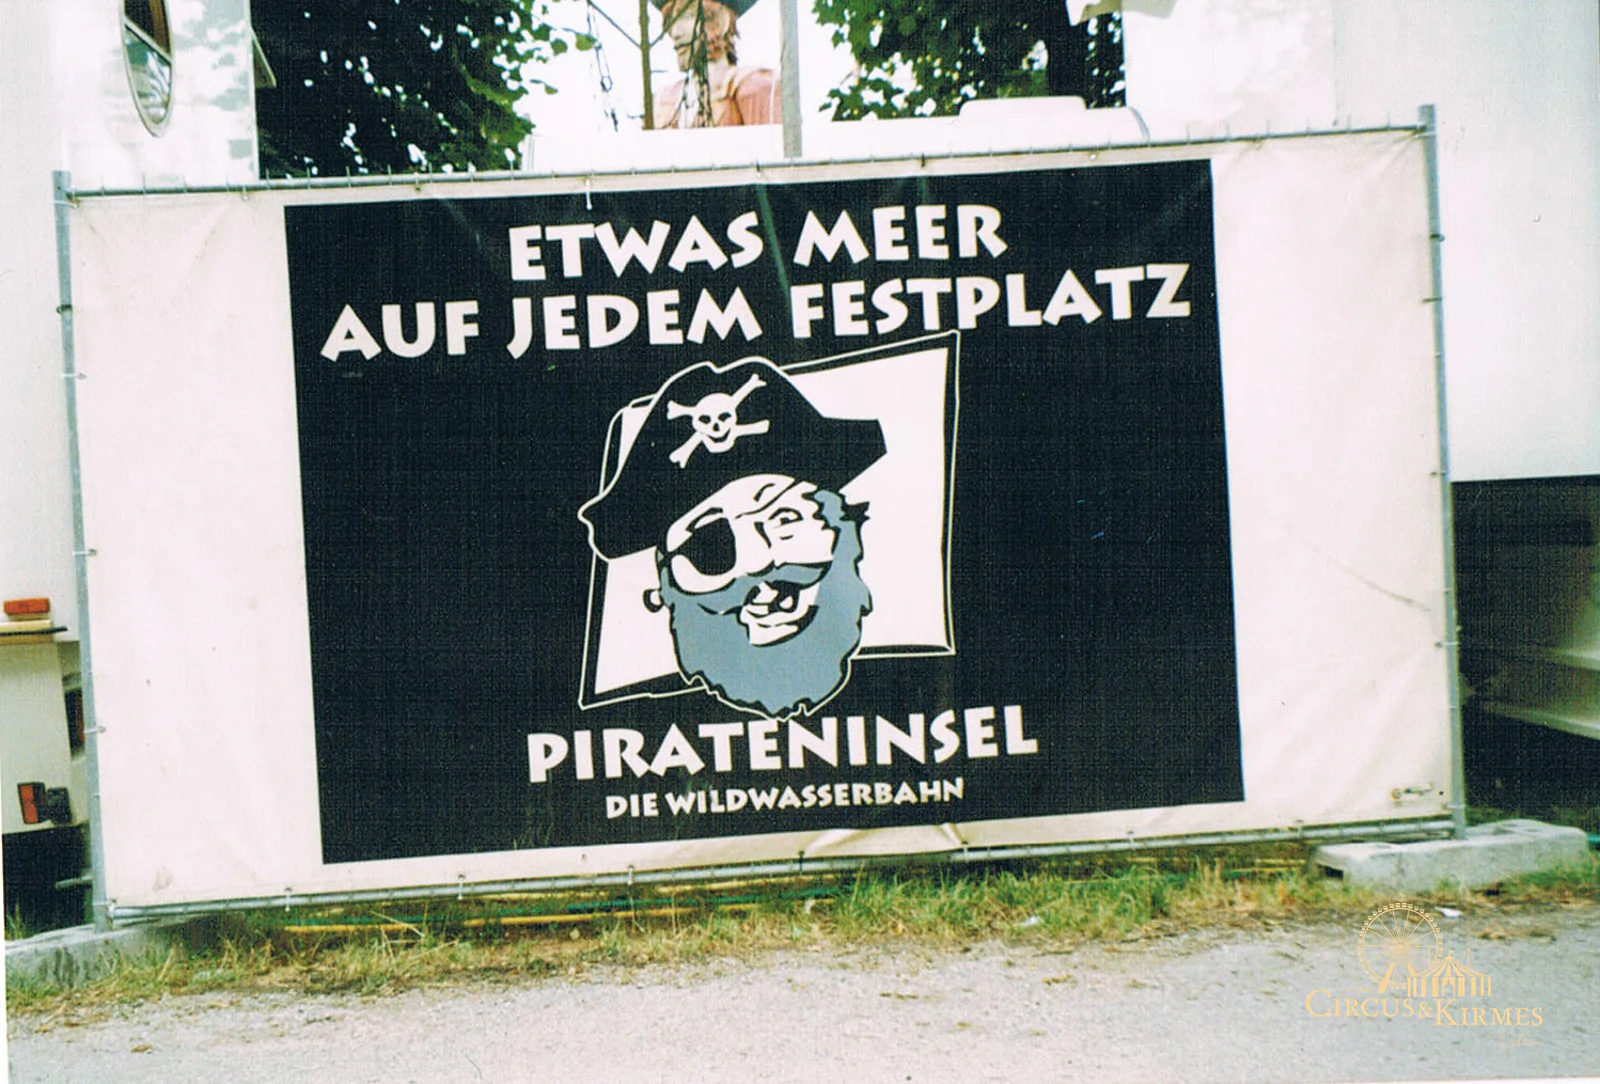 ETWAS MEER
AUF JEDEM FESTPLATZ
PIRATENINSEL
DIE WILDWASSERBAHN
CIRCUS&KIRMES